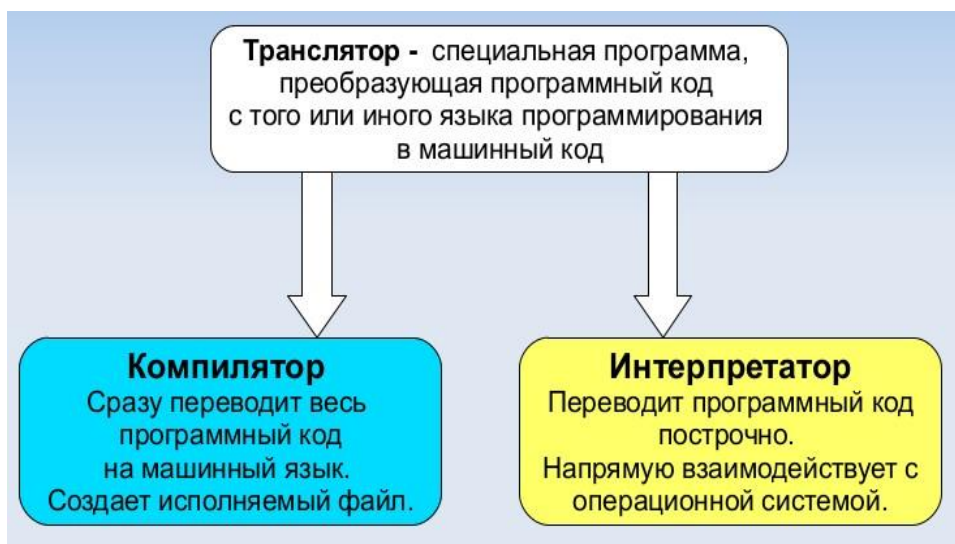 Транслятор - специальная программа,
преобразующая программный код
с того или иного языка программирования
в машинный код
Компилятор
Сразу переводит весь
программный код
на машинный язык.
Создает исполняемый файл.
Интерпретатор
Переводит программный код
построчно.
Напрямую взаимодействует с
операционной системой.